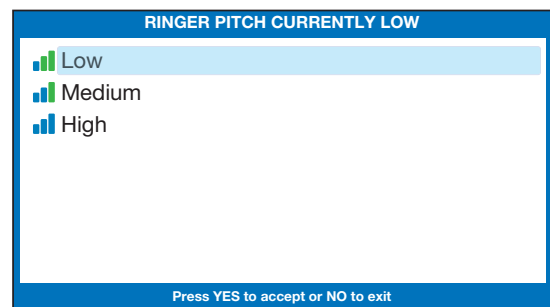 RINGER PITCH CURRENTLY LOW
Low
Medium
High
Press YES to accept or NO to exit